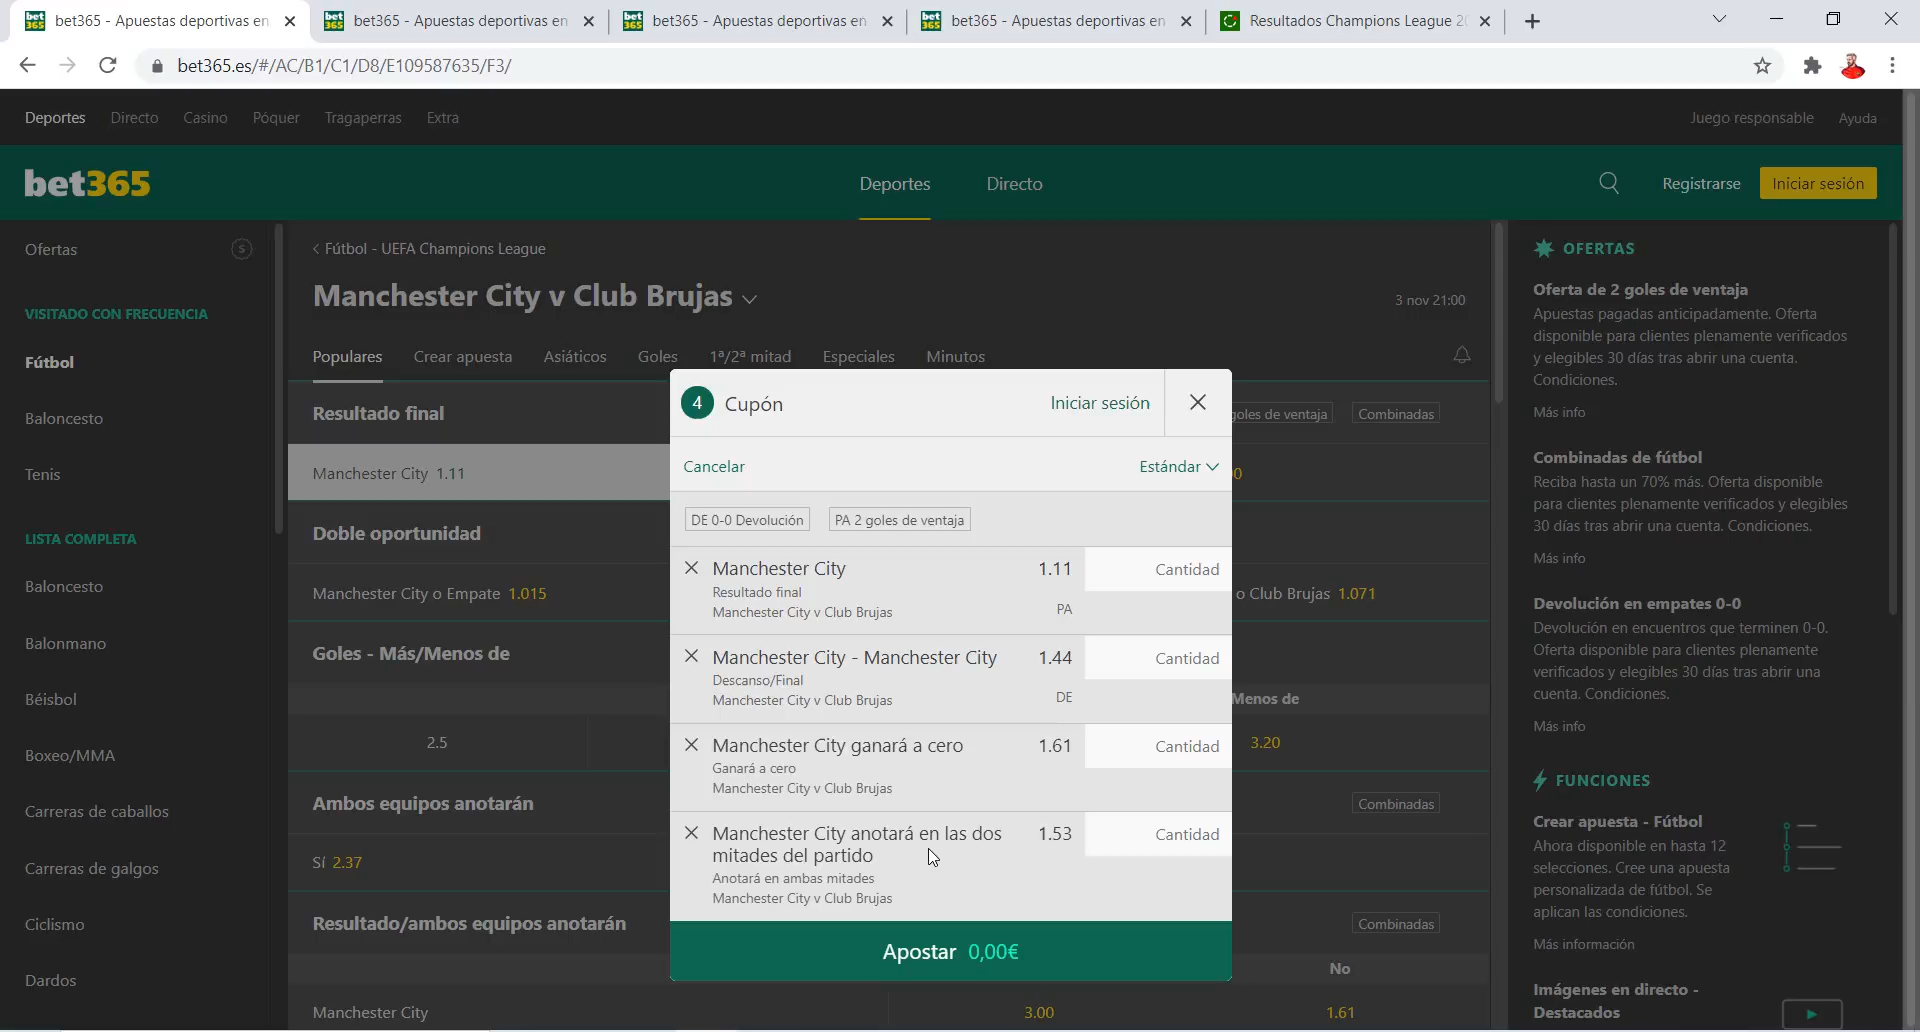 bet365 - Apuestas deportivas en
bet365 - Apuestas deportivas en
bet365 - Apuestas deportivas en
bet365 - Apuestas deportivas en
Resultados Champions League 20
bet365.es/#/AC/B1/C1/D8/E109587635/F3/
Deportes Directo Casino Póquer Tragaperras Extra
Juego responsable Ayuda
bet365
Deportes Directo
Registrarse Iniciar sesión
Ofertas
VISITADO CON FRECUENCIA
Fútbol
Baloncesto
Tenis
LISTA COMPLETA
Baloncesto
Balonmano
Béisbol
Boxeo/MMA
Carreras de caballos
Carreras de galgos
Ciclismo
Dardos
< Fútbol - UEFA Champions League
Manchester City v Club Brujas
3 nov 21:00
Populares Crear apuesta Asiáticos Goles 1ª/2ª mitad Especiales Minutos
Resultado final
goles de ventaja Combinadas
Manchester City 1.11
Doble oportunidad
Manchester City o Empate 1.015
o Club Brujas 1.071
Goles - Más/Menos de
Menos de
2.5
3.20
Ambos equipos anotarán
Combinadas
Sí 2.37
Resultado/ambos equipos anotarán
Combinadas
No
Manchester City 3.00 1.61
4 Cupón
Iniciar sesión
Cancelar
Estándar
DE 0-0 Devolución
PA 2 goles de ventaja
Manchester City 1.11 Cantidad
Resultado final
Manchester City v Club Brujas PA
Manchester City - Manchester City 1.44 Cantidad
Descanso/Final
Manchester City v Club Brujas DE
Manchester City ganará a cero 1.61 Cantidad
Ganará a cero
Manchester City v Club Brujas
Manchester City anotará en las dos 1.53 Cantidad
mitades del partido
Anotará en ambas mitades
Manchester City v Club Brujas
Apostar 0,00€
OFERTAS
Oferta de 2 goles de ventaja
Apuestas pagadas anticipadamente. Oferta
disponible para clientes plenamente verificados
y elegibles 30 días tras abrir una cuenta.
Condiciones.
Más info
Combinadas de fútbol
Reciba hasta un 70% más. Oferta disponible
para clientes plenamente verificados y elegibles
30 días tras abrir una cuenta. Condiciones.
Más info
Devolución en empates 0-0
Devolución en encuentros que terminen 0-0.
Oferta disponible para clientes plenamente
verificados y elegibles 30 días tras abrir una
cuenta. Condiciones.
Más info
FUNCIONES
Crear apuesta - Fútbol
Ahora disponible en hasta 12
selecciones. Cree una apuesta
personalizada de fútbol. Se
aplican las condiciones.
Más información
Imágenes en directo -
Destacados